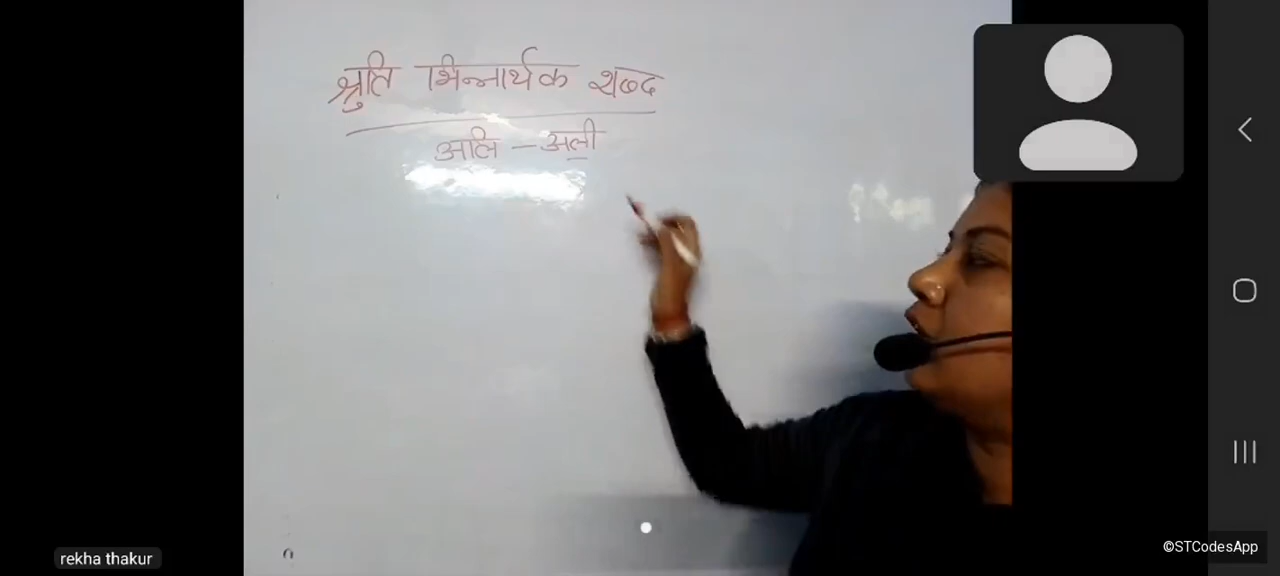 श्रुति भिन्नार्थक शब्द
अलि - अली
rekha thakur
©STCodesApp